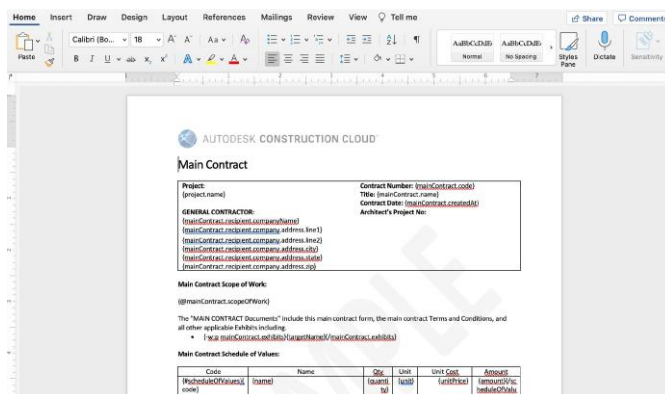 Home Insert Draw Design Layout References Mailings Review View Tell me
Share Comments
Paste
Calibri (Bo... 18
AaBbCcDdEe AaBbCcDdEe
Normal No Spacing
Styles Pane
Dictate
Sensitivity
AUTODESK CONSTRUCTION CLOUD
Main Contract
Project:
{project.name}
Contract Number: {mainContract.code}
Title: {mainContract.name}
Contract Date: {mainContract.createdAt}
GENERAL CONTRACTOR:
Architect's Project No:
{mainContract.recipient.companyName}
{mainContract.recipient.company.address.line1}
{mainContract.recipient.company.address.line2}
{mainContract.recipient.company.address.city}
{mainContract.recipient.company.address.state}
{mainContract.recipient.company.address.zip}
Main Contract Scope of Work:
{@mainContract.scopeOfWork}
The "MAIN CONTRACT Documents" include this main contract form, the main contract Terms and Conditions, and
all other applicable Exhibits including.
{-w:p mainContract.exhibits}{targetName}{/mainContract.exhibits}
Main Contract Schedule of Values:
Code Name Qty Unit Unit Cost Amount
{#scheduleOfValues}{ {name} {quanti {unit} {unitPrice} {amount}{/sc
code} ty} heduleOfValu